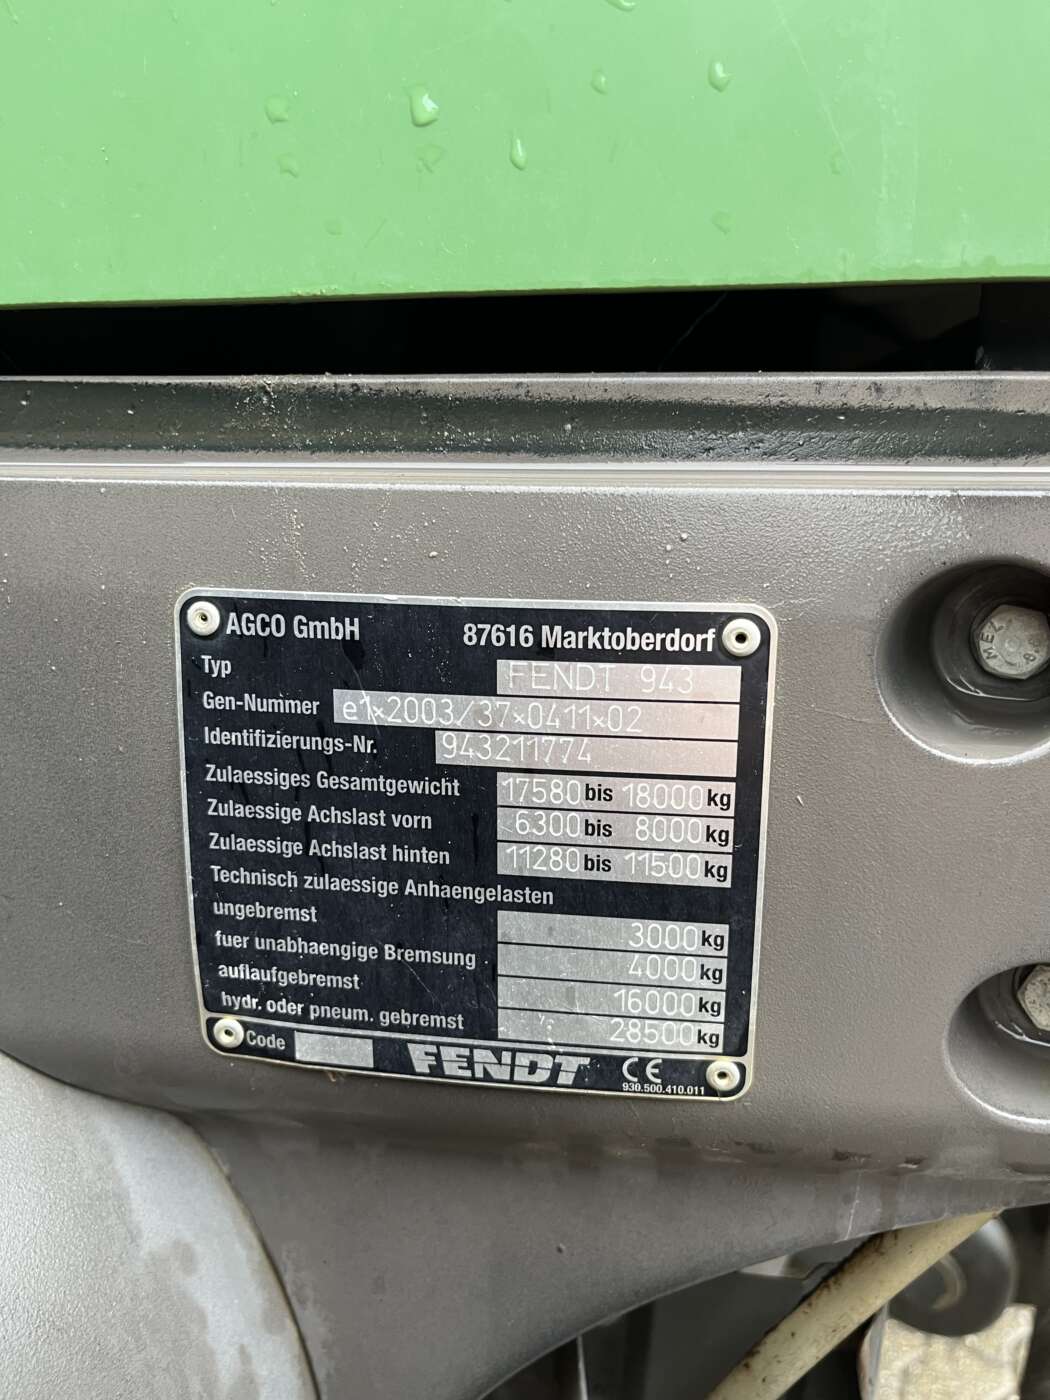 AGCO GmbH 87616 Marktoberdorf
Typ FENDT 943
Gen-Nummer e1×2003/37×0411×02
Identifizierungs-Nr. 943211774
Zulaessiges Gesamtgewicht 17580 bis 18000 kg
Zulaessige Achslast vorn 6300 bis 8000 kg
Zulaessige Achslast hinten 11280 bis 11500 kg
Technisch zulaessige Anhaengelasten
ungebremst 3000 kg
fuer unabhaengige Bremsung 4000 kg
auflaufgebremst 16000 kg
hydr. oder pneum. gebremst 28500 kg
Code FENDT CE
930.500.410.011
MEZ